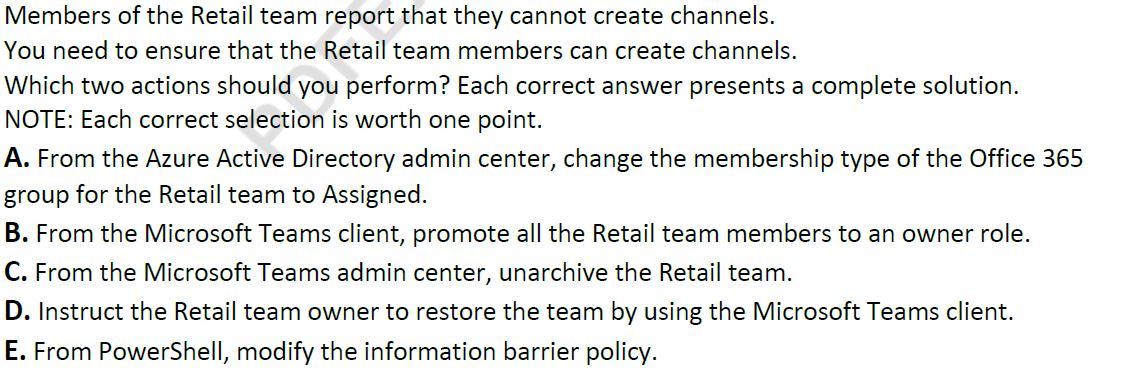 Members of the Retail team report that they cannot create channels.
You need to ensure that the Retail team members can create channels.
Which two actions should you perform? Each correct answer presents a complete solution.
NOTE: Each correct selection is worth one point.
A. From the Azure Active Directory admin center, change the membership type of the Office 365
group for the Retail team to Assigned.
B. From the Microsoft Teams client, promote all the Retail team members to an owner role.
C. From the Microsoft Teams admin center, unarchive the Retail team.
D. Instruct the Retail team owner to restore the team by using the Microsoft Teams client.
E. From PowerShell, modify the information barrier policy.